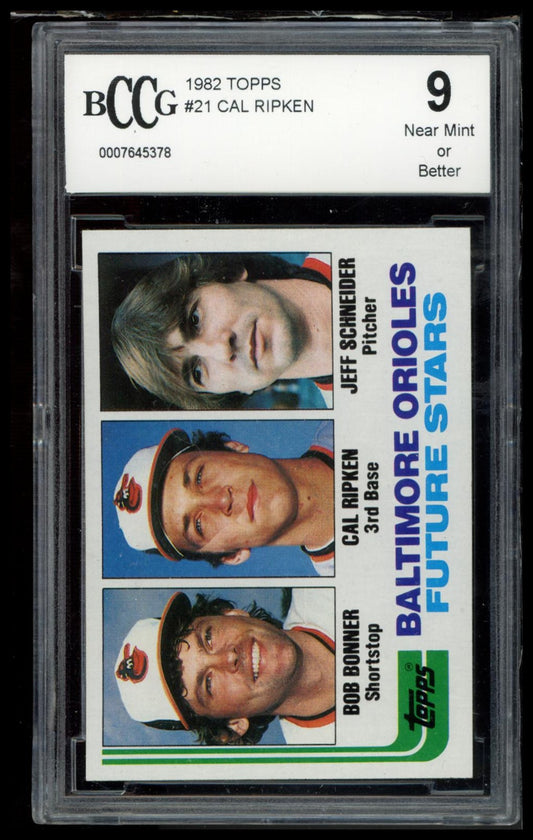 BCCG
1982 TOPPS
#21 CAL RIPKEN
0007645378
9
Near Mint
or
Better
BOB BONNER
Shortstop
CAL RIPKEN
3rd Base
JEFF SCHNEIDER
Pitcher
topps®
BALTIMORE ORIOLES
FUTURE STARS